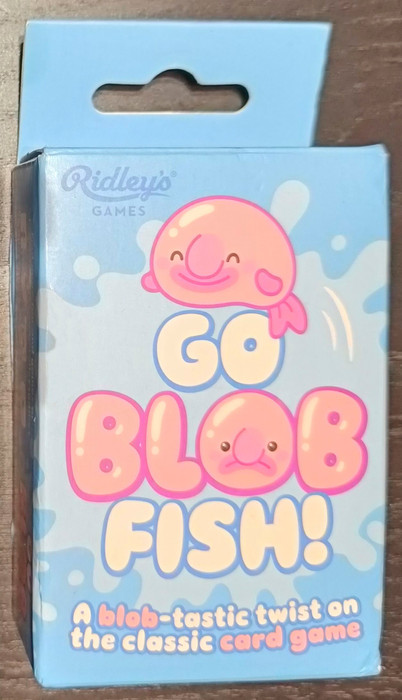 Ridley's®
GAMES
GO
BLOB
FISH!
A blob-tastic twist on
the classic card game